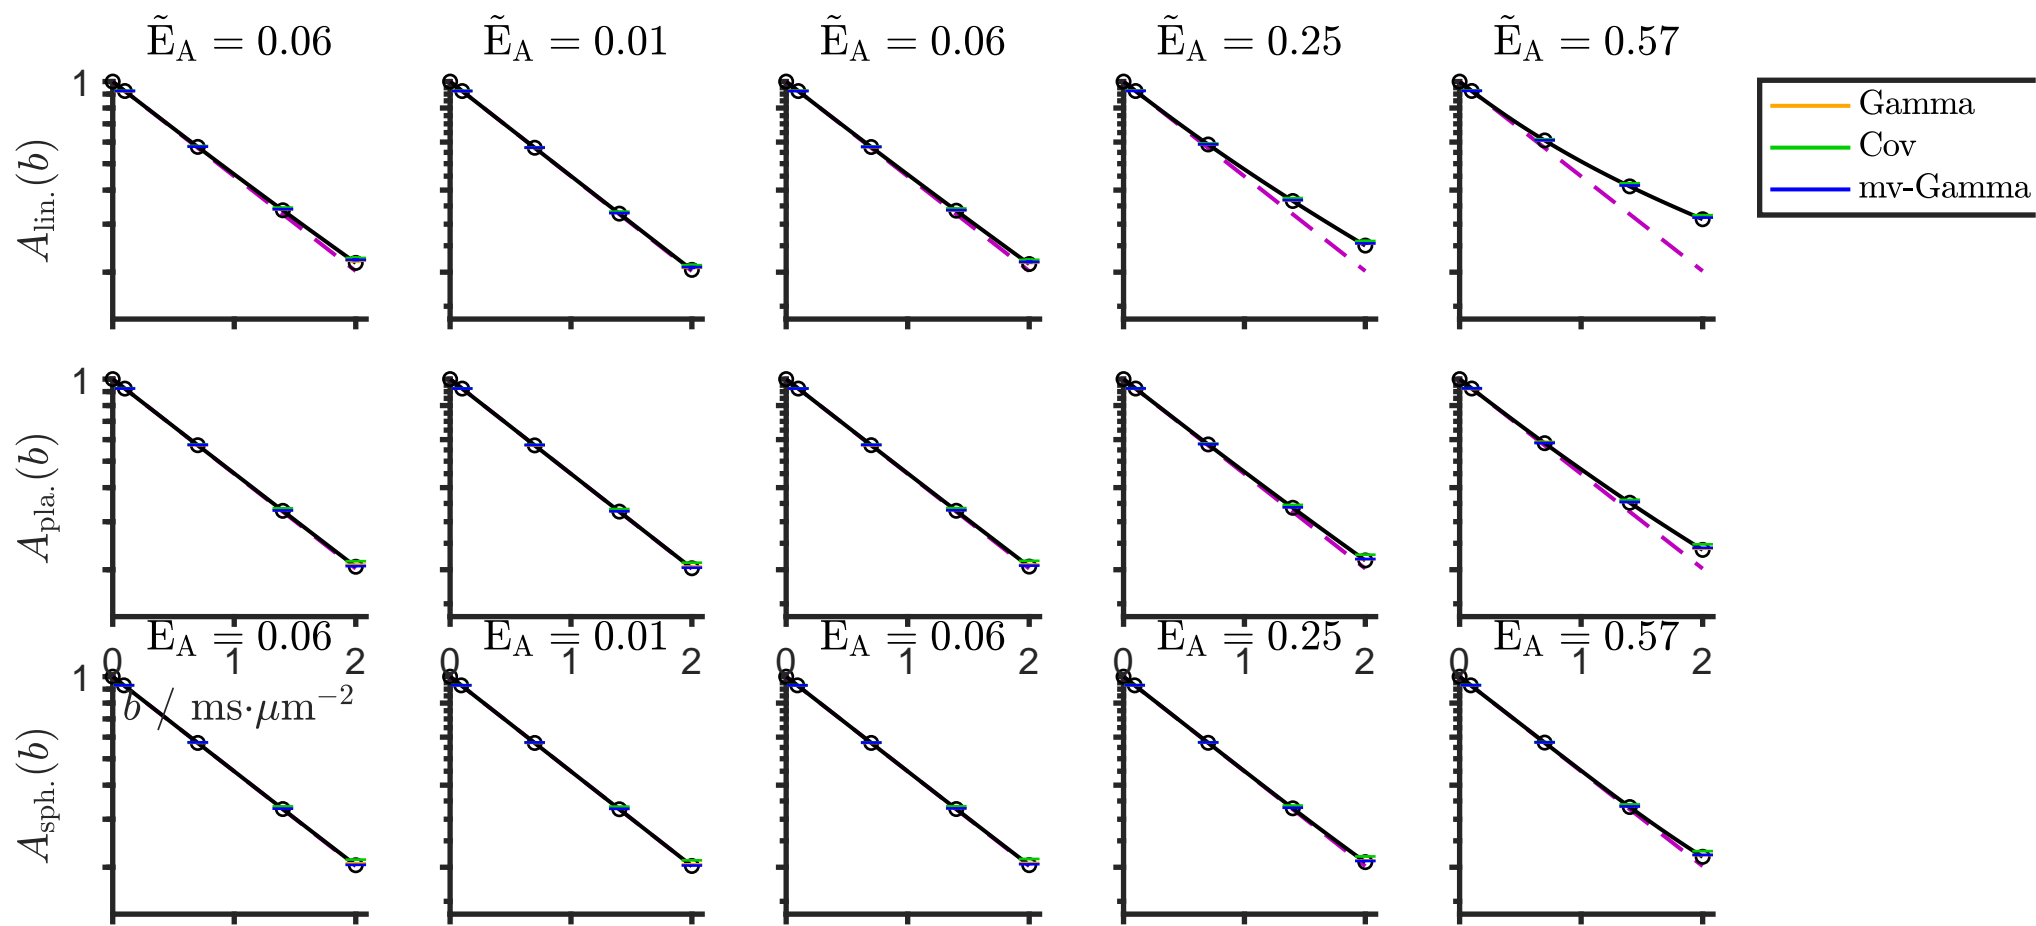 Ẽ_A = 0.06
Ẽ_A = 0.01
Ẽ_A = 0.06
Ẽ_A = 0.25
Ẽ_A = 0.57
1
A_lin.(b)
Gamma
Cov
mv-Gamma
1
A_pla.(b)
E_A = 0.06
E_A = 0.01
E_A = 0.06
E_A = 0.25
E_A = 0.57
0 1 2
0 1 2
0 1 2
0 1 2
0 1 2
b / ms·μm⁻²
1
A_sph.(b)